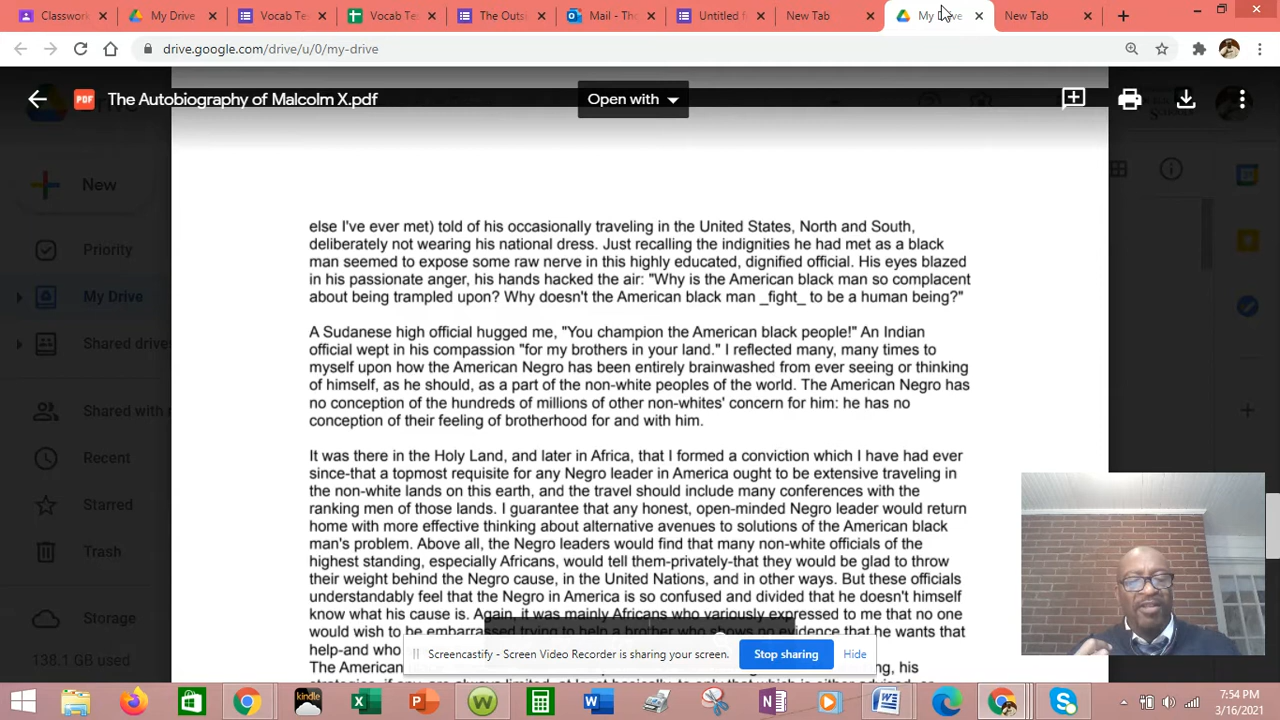 Classwork
My Drive
Vocab Te
Vocab Te
The Outs
Mail - Tho
Untitled f
New Tab
My Drive
New Tab
drive.google.com/drive/u/0/my-drive
PDF
The Autobiography of Malcolm X.pdf
Open with
New
Priority
My Drive
Shared drive
Shared with
Recent
Starred
Trash
Storage
138.1 GB used
else I've ever met) told of his occasionally traveling in the United States, North and South,
deliberately not wearing his national dress. Just recalling the indignities he had met as a black
man seemed to expose some raw nerve in this highly educated, dignified official. His eyes blazed
in his passionate anger, his hands hacked the air: "Why is the American black man so complacent
about being trampled upon? Why doesn't the American black man _fight_ to be a human being?"
A Sudanese high official hugged me, "You champion the American black people!" An Indian
official wept in his compassion "for my brothers in your land." I reflected many, many times to
myself upon how the American Negro has been entirely brainwashed from ever seeing or thinking
of himself, as he should, as a part of the non-white peoples of the world. The American Negro has
no conception of the hundreds of millions of other non-whites' concern for him: he has no
conception of their feeling of brotherhood for and with him.
It was there in the Holy Land, and later in Africa, that I formed a conviction which I have had ever
since-that a topmost requisite for any Negro leader in America ought to be extensive traveling in
the non-white lands on this earth, and the travel should include many conferences with the
ranking men of those lands. I guarantee that any honest, open-minded Negro leader would return
home with more effective thinking about alternative avenues to solutions of the American black
man's problem. Above all, the Negro leaders would find that many non-white officials of the
highest standing, especially Africans, would tell them-privately-that they would be glad to throw
their weight behind the Negro cause, in the United Nations, and in other ways. But these officials
understandably feel that the Negro in America is so confused and divided that he doesn't himself
know what his cause is. Again, it was mainly Africans who variously expressed to me that no one
would wish to be embarrassed trying to help a brother who shows no evidence that he wants that
help-and who
The American
his
Screencastify - Screen Video Recorder is sharing your screen.
Stop sharing
Hide
kindle
7:54 PM
3/16/2021